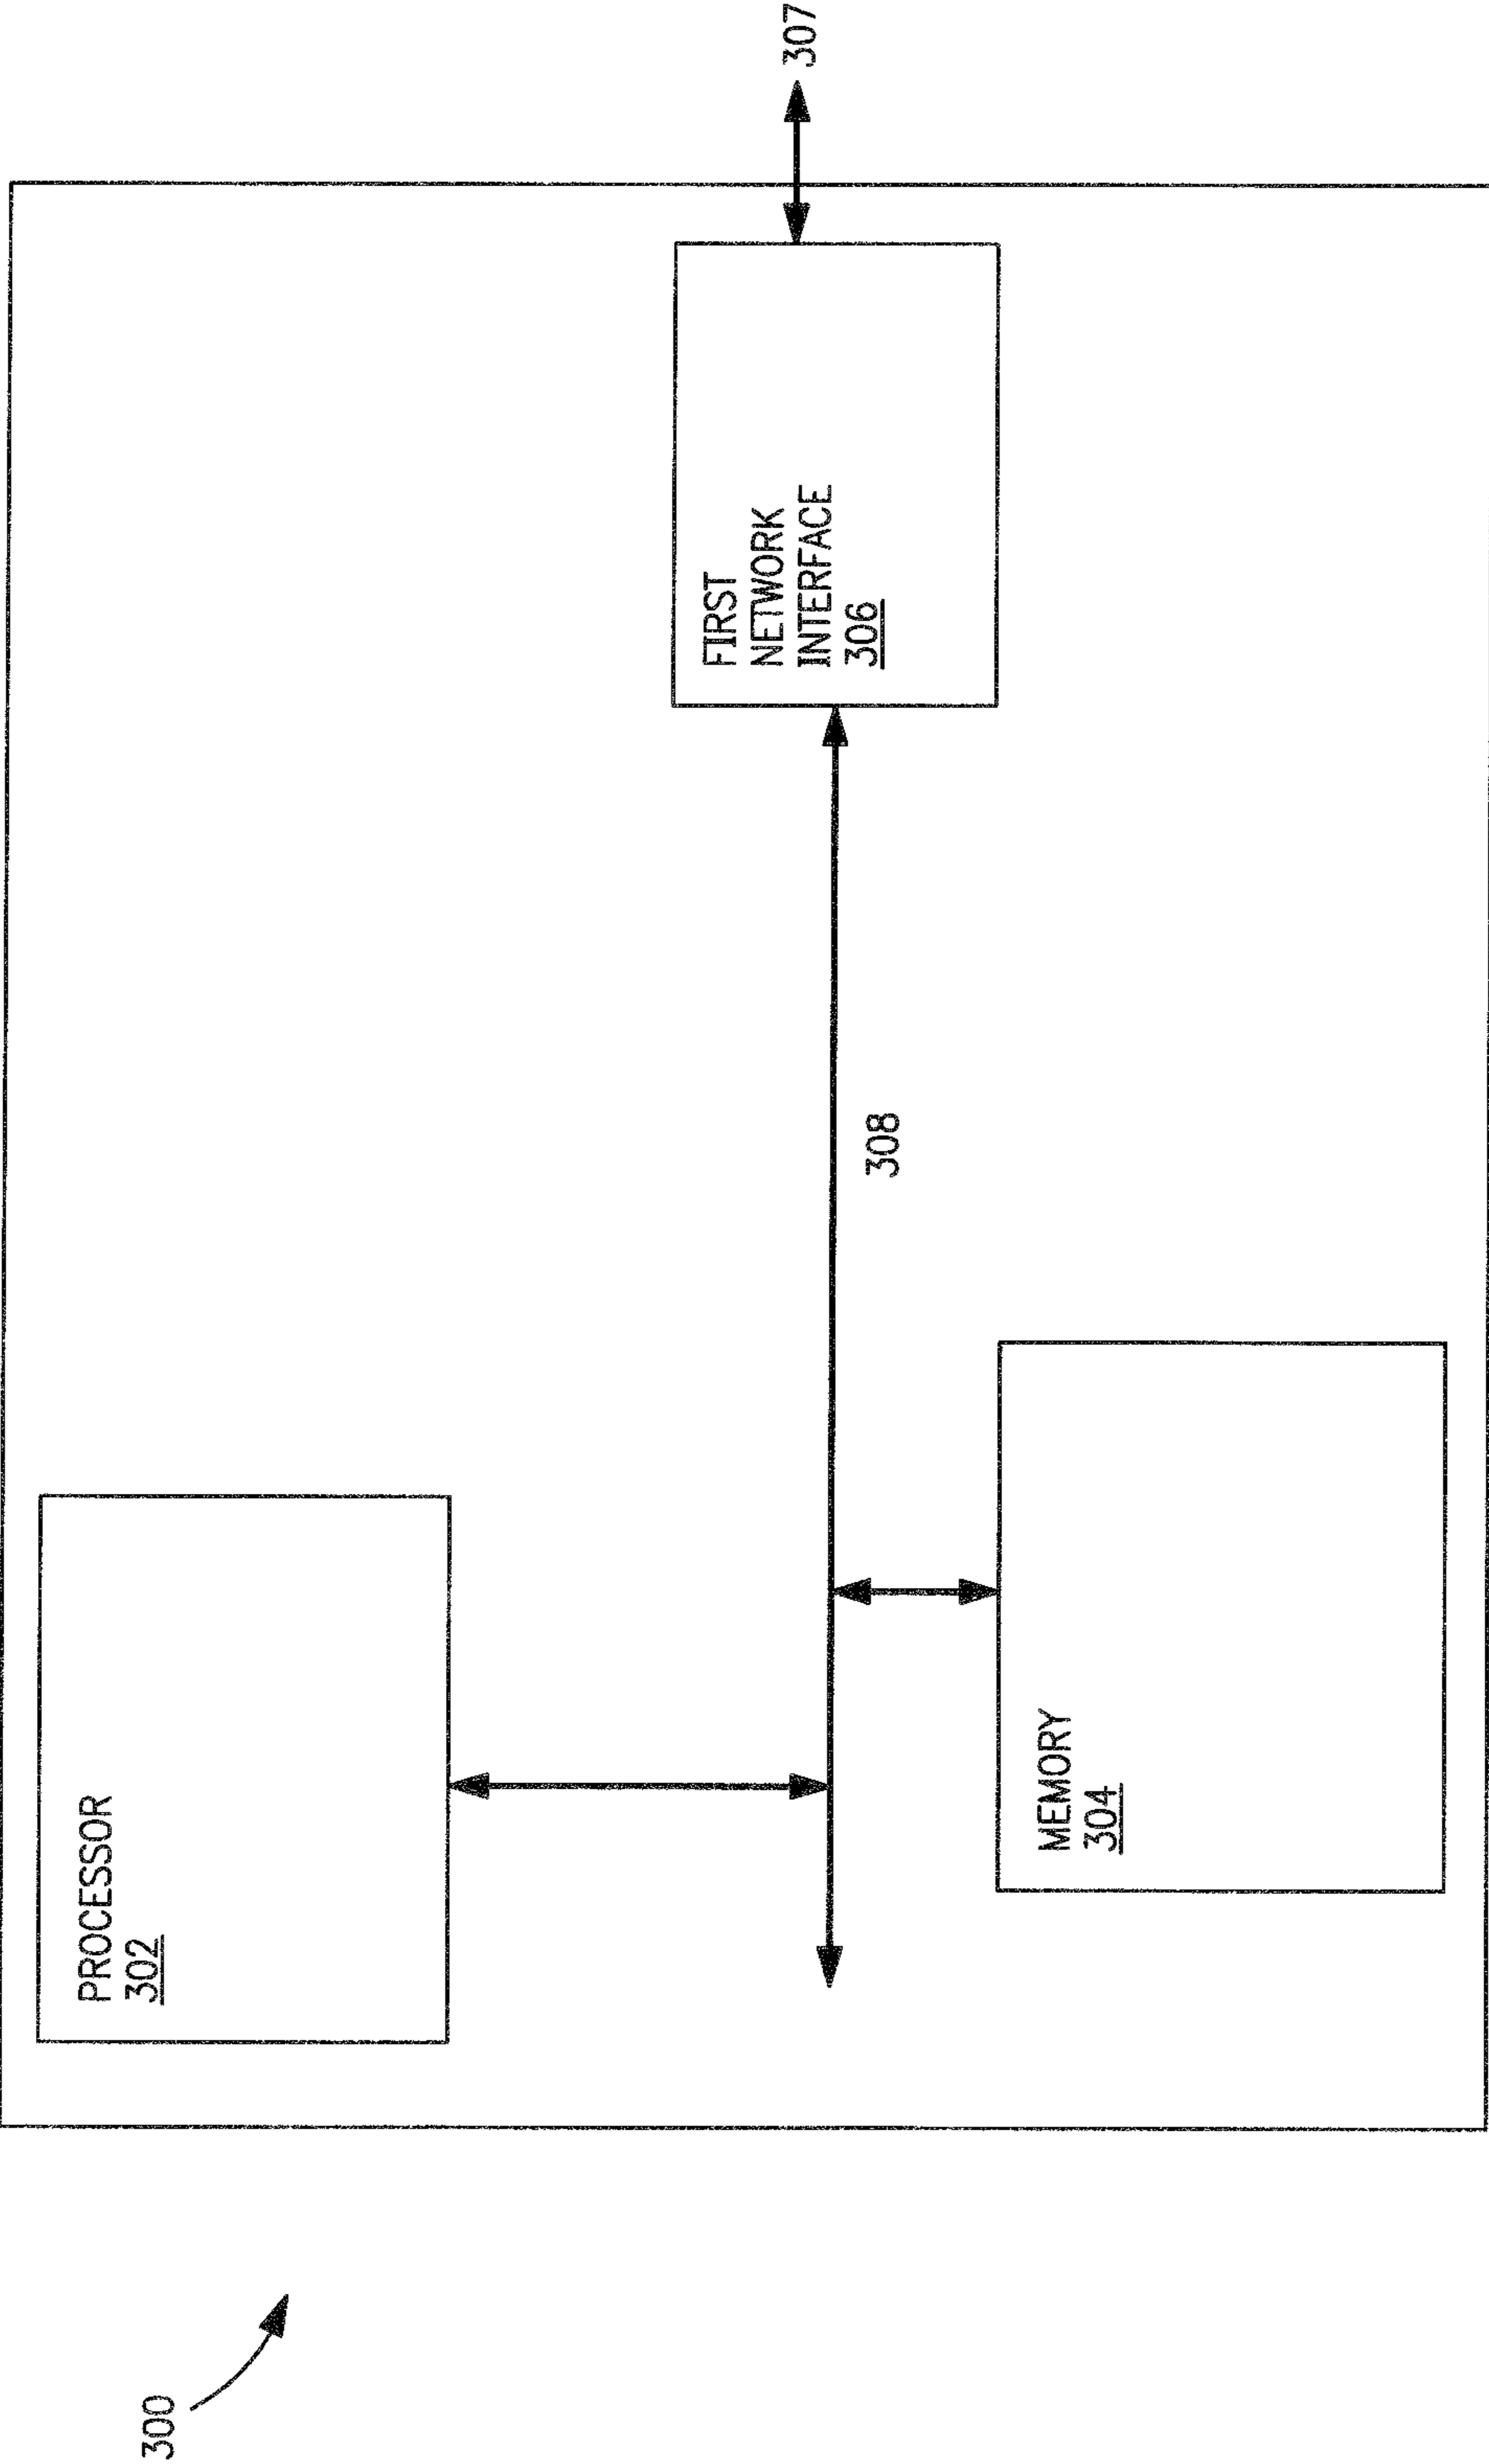 300
PROCESSOR
302
MEMORY
304
308
FIRST
NETWORK
INTERFACE
306
307